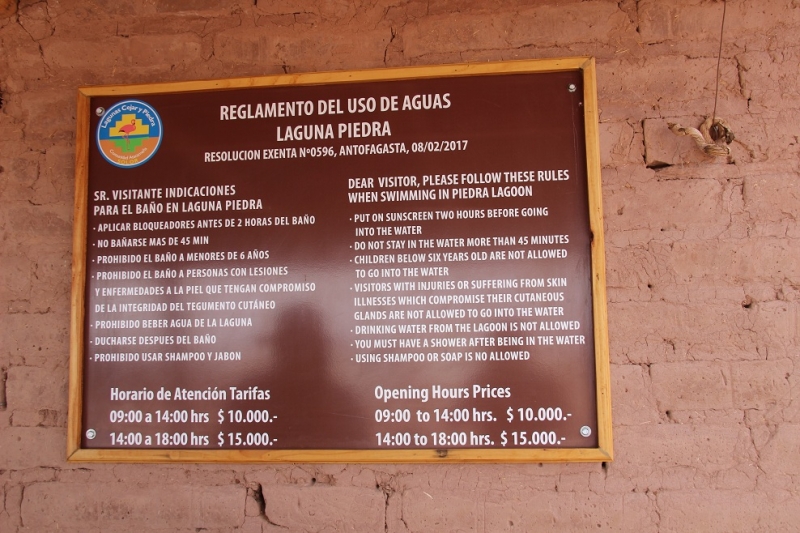 Lagunas Cejar y Piedra
REGLAMENTO DEL USO DE AGUAS
LAGUNA PIEDRA
RESOLUCION EXENTA Nº0596, ANTOFAGASTA, 08/02/2017
SR. VISITANTE INDICACIONES
PARA EL BAÑO EN LAGUNA PIEDRA
· APLICAR BLOQUEADORES ANTES DE 2 HORAS DEL BAÑO
· NO BAÑARSE MAS DE 45 MIN
· PROHIBIDO EL BAÑO A MENORES DE 6 AÑOS
· PROHIBIDO EL BAÑO A PERSONAS CON LESIONES
Y ENFERMEDADES A LA PIEL QUE TENGAN COMPROMISO
DE LA INTEGRIDAD DEL TEGUMENTO CUTÁNEO
· PROHIBIDO BEBER AGUA DE LA LAGUNA
· DUCHARSE DESPUES DEL BAÑO
· PROHIBIDO USAR SHAMPOO Y JABON
Horario de Atención Tarifas
09:00 a 14:00 hrs $ 10.000.-
14:00 a 18:00 hrs $ 15.000.-
DEAR VISITOR, PLEASE FOLLOW THESE RULES
WHEN SWIMMING IN PIEDRA LAGOON
· PUT ON SUNSCREEN TWO HOURS BEFORE GOING
INTO THE WATER
· DO NOT STAY IN THE WATER MORE THAN 45 MINUTES
· CHILDREN BELOW SIX YEARS OLD ARE NOT ALLOWED
TO GO INTO THE WATER
· VISITORS WITH INJURIES OR SUFFERING FROM SKIN
ILLNESSES WHICH COMPROMISE THEIR CUTANEOUS
GLANDS ARE NOT ALLOWED TO GO INTO THE WATER
· DRINKING WATER FROM THE LAGOON IS NOT ALLOWED
· YOU MUST HAVE A SHOWER AFTER BEING IN THE WATER
· USING SHAMPOO OR SOAP IS NO ALLOWED
Opening Hours Prices
09:00 to 14:00 hrs. $ 10.000.-
14:00 to 18:00 hrs. $ 15.000.-